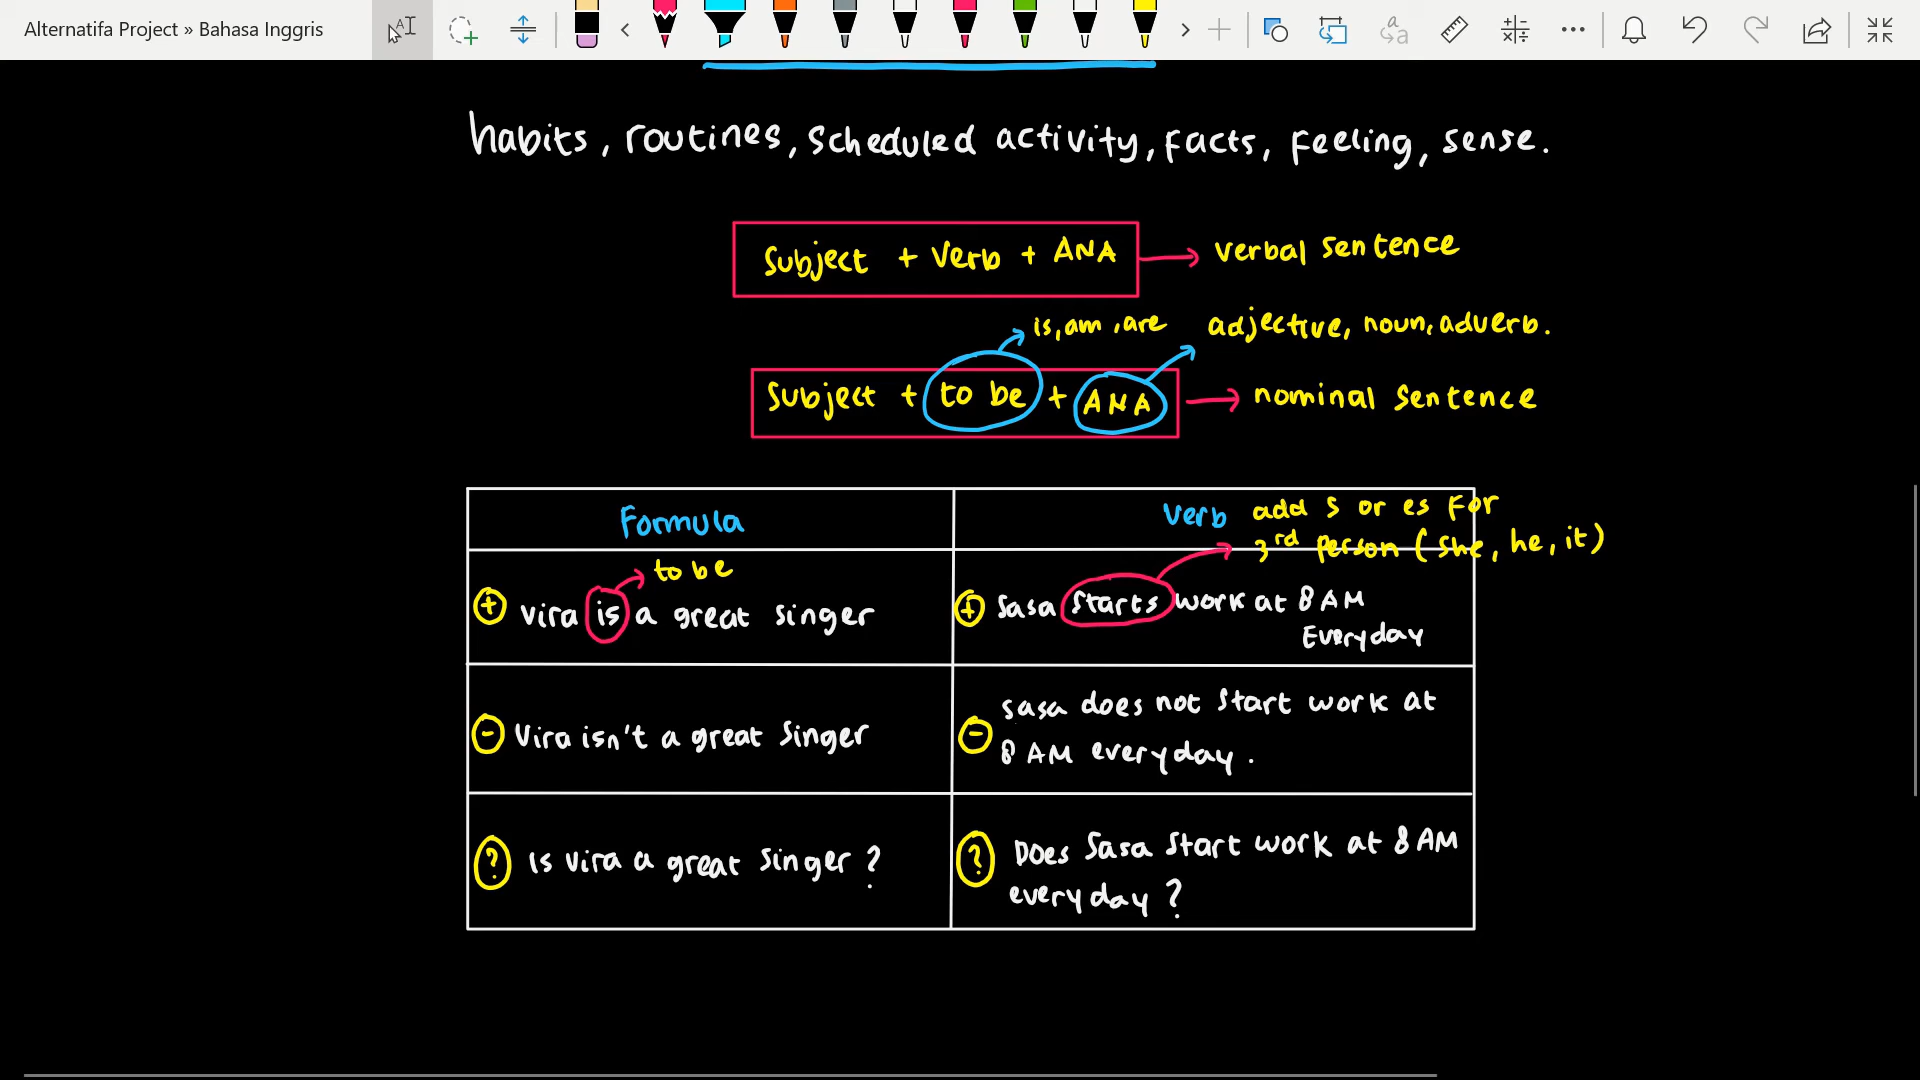 Alternatifa Project » Bahasa Inggris
habits, routines, scheduled activity, facts, feeling, sense.
Subject + Verb + ANA
verbal sentence
is, am, are
adjective, noun, adverb.
Subject + to be + ANA
nominal sentence
Formula
Verb
add s or es for
3rd person (she, he, it)
to be
+ Vira is a great singer
+ Sasa starts work at 8 AM
Everyday
- Vira isn't a great singer
- Sasa does not start work at
8 AM everyday.
? Is Vira a great singer?
? Does Sasa start work at 8 AM
everyday?